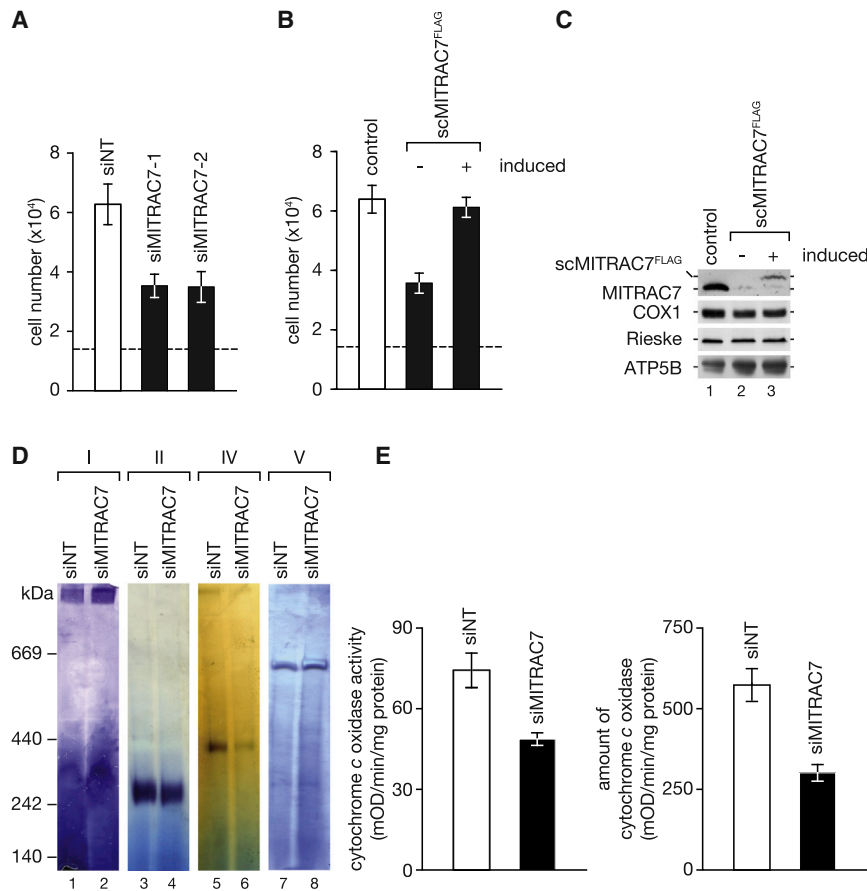 A
cell number (x10⁴)
8
6
4
2
0
siNT
siMITRAC7-1
siMITRAC7-2
B
scMITRAC7ᶠᴸᴬᴳ
- + induced
control
cell number (x10⁴)
8
6
4
2
0
C
scMITRAC7ᶠᴸᴬᴳ
control
- + induced
scMITRAC7ᶠᴸᴬᴳ
MITRAC7
COX1
Rieske
ATP5B
1 2 3
D
I II IV V
siNT siMITRAC7 siNT siMITRAC7 siNT siMITRAC7 siNT siMITRAC7
kDa
669
440
242
140
1 2 3 4 5 6 7 8
E
cytochrome c oxidase activity
(mOD/min/mg protein)
90
60
30
0
siNT
siMITRAC7
amount of
cytochrome c oxidase
(mOD/min/mg protein)
750
500
250
0
siNT
siMITRAC7